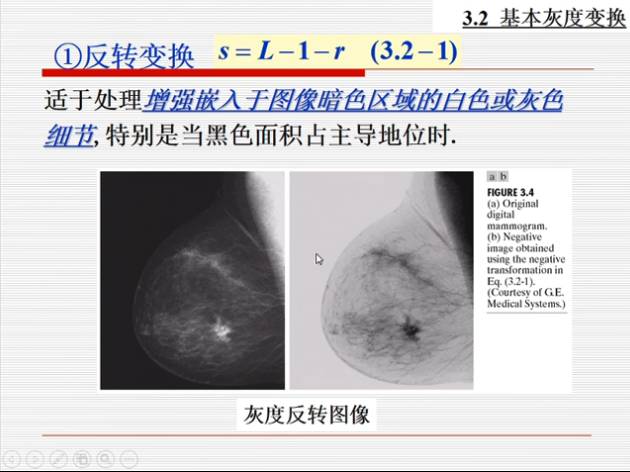 3.2 基本灰度变换
①反转变换 s = L−1−r (3.2−1)
适于处理增强嵌入于图像暗色区域的白色或灰色
细节,特别是当黑色面积占主导地位时.
a b
FIGURE 3.4
(a) Original
digital
mammogram.
(b) Negative
image obtained
using the negative
transformation in
Eq. (3.2-1).
(Courtesy of G.E.
Medical Systems.)
灰度反转图像